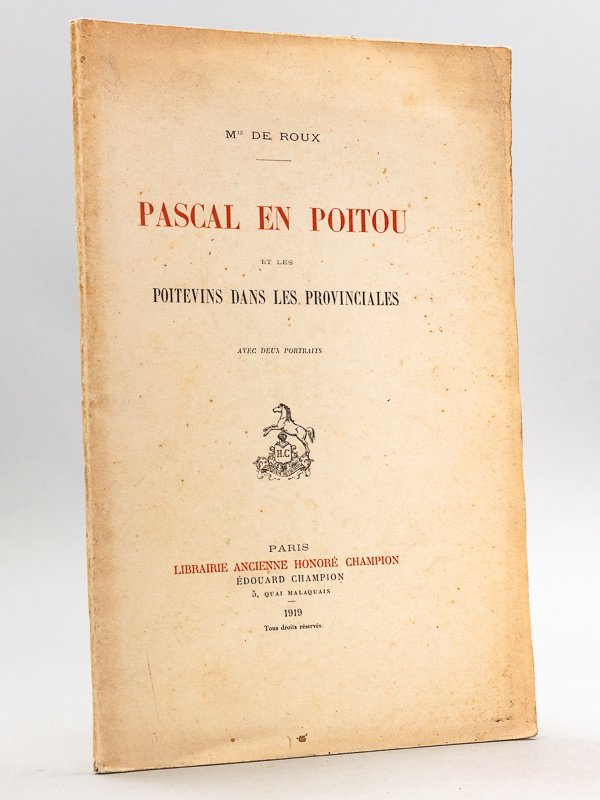 Mis DE ROUX
PASCAL EN POITOU
ET LES
POITEVINS DANS LES PROVINCIALES
AVEC DEUX PORTRAITS
H.C
PARIS
LIBRAIRIE ANCIENNE HONORÉ CHAMPION
ÉDOUARD CHAMPION
5, QUAI MALAQUAIS
1919
Tous droits réservés.